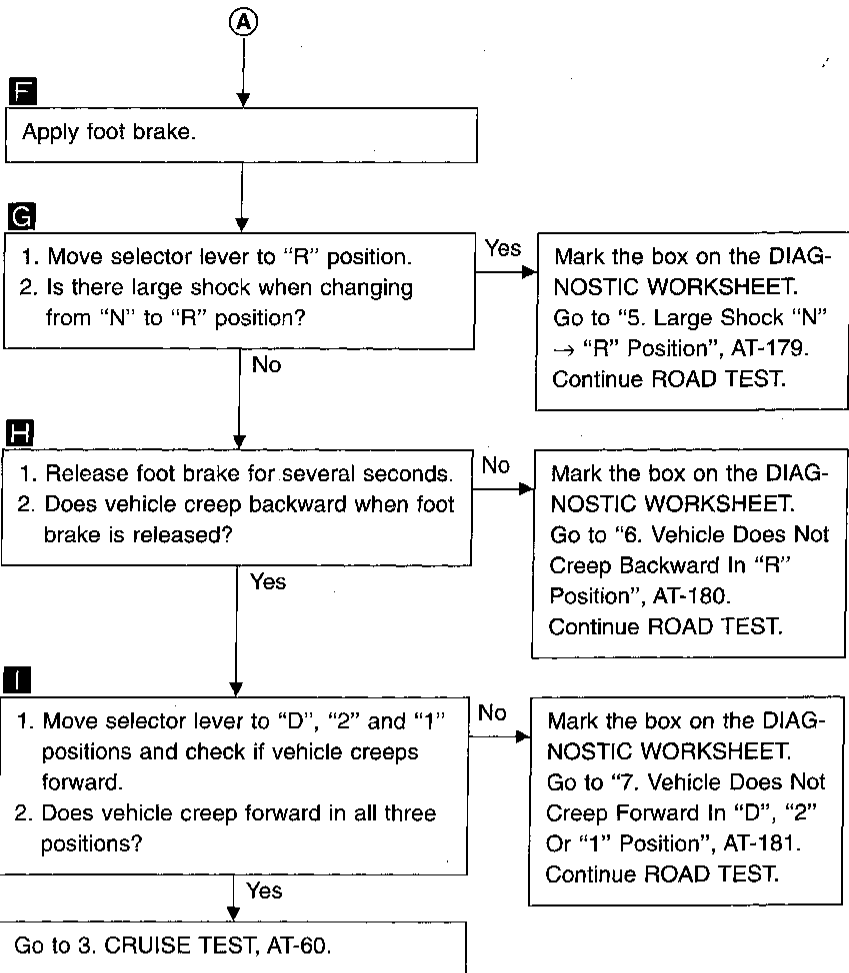 A
F
Apply foot brake.
G
1. Move selector lever to “R” position.
2. Is there large shock when changing
from “N” to “R” position?
Yes
Mark the box on the DIAG-
NOSTIC WORKSHEET.
Go to “5. Large Shock “N”
→ “R” Position”, AT-179.
Continue ROAD TEST.
No
H
1. Release foot brake for several seconds.
2. Does vehicle creep backward when foot
brake is released?
No
Mark the box on the DIAG-
NOSTIC WORKSHEET.
Go to “6. Vehicle Does Not
Creep Backward In “R”
Position”, AT-180.
Continue ROAD TEST.
Yes
I
1. Move selector lever to “D”, “2” and “1”
positions and check if vehicle creeps
forward.
2. Does vehicle creep forward in all three
positions?
No
Mark the box on the DIAG-
NOSTIC WORKSHEET.
Go to “7. Vehicle Does Not
Creep Forward In “D”, “2”
Or “1” Position”, AT-181.
Continue ROAD TEST.
Yes
Go to 3. CRUISE TEST, AT-60.